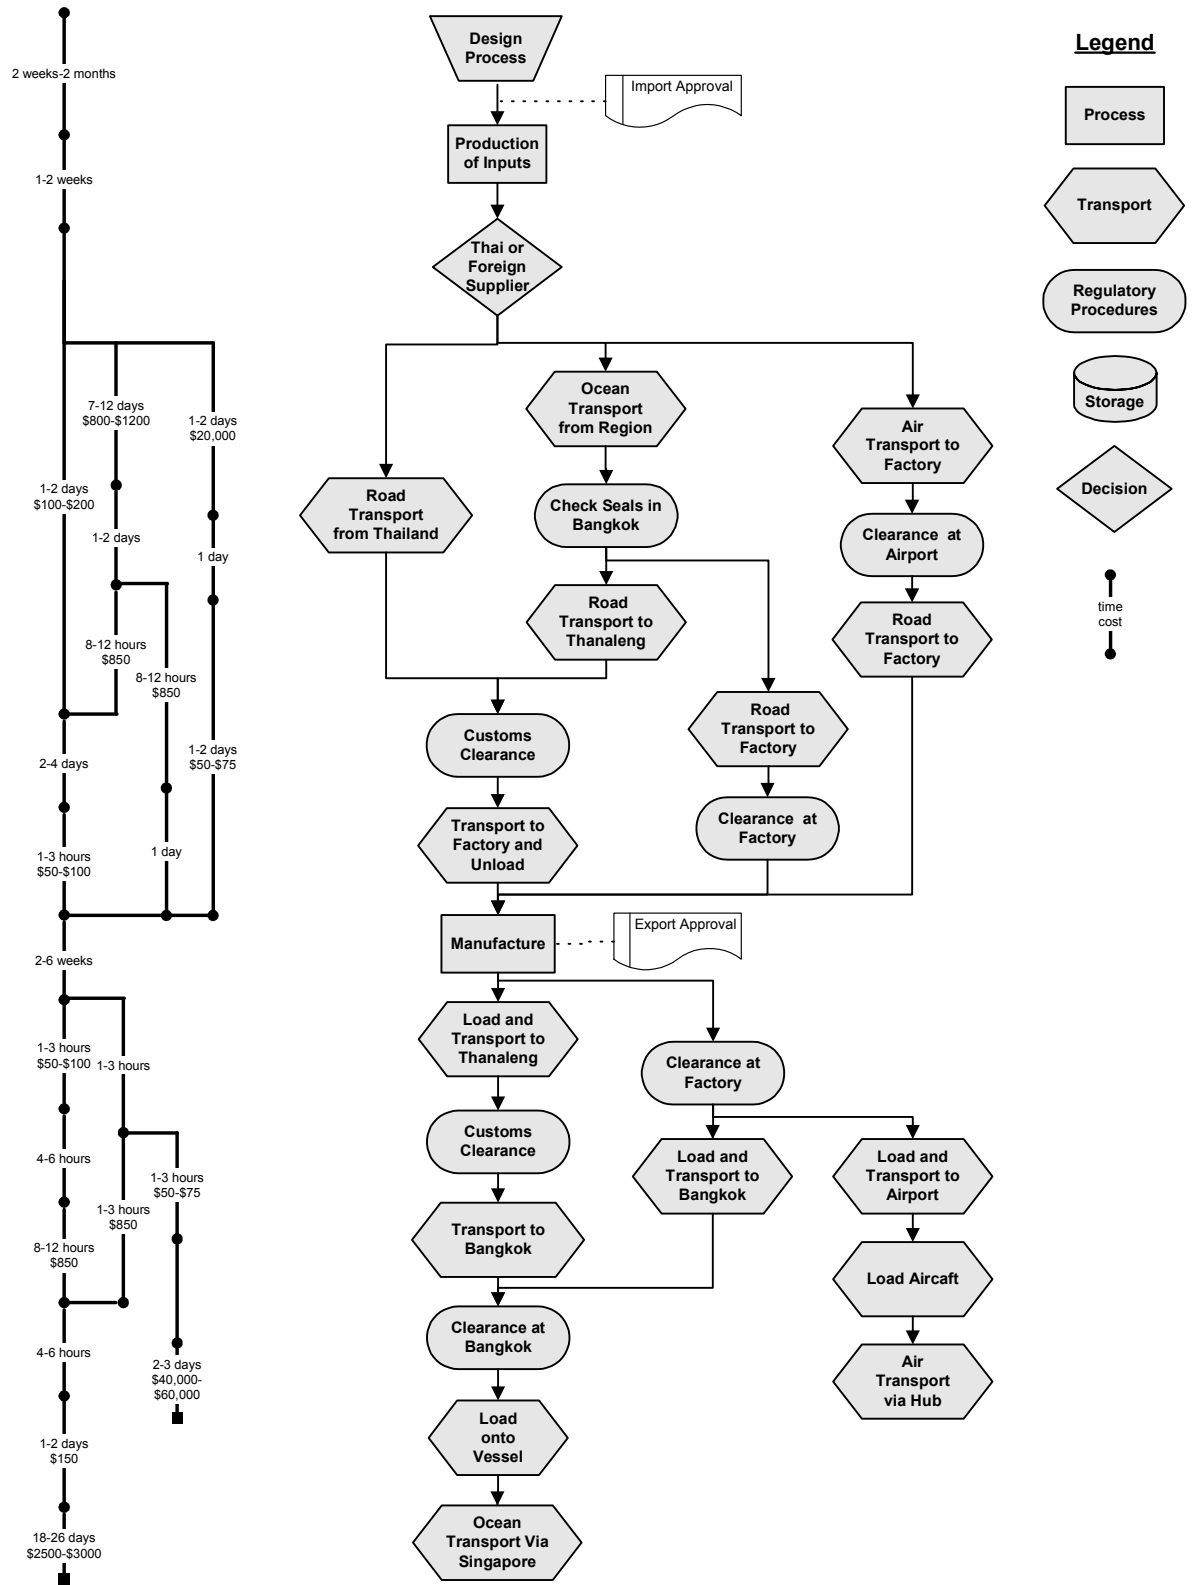 2 weeks-2 months
1-2 weeks
7-12 days
$800-$1200
1-2 days
$20,000
1-2 days
$100-$200
1-2 days
1 day
8-12 hours
$850
8-12 hours
$850
1-2 days
$50-$75
2-4 days
1-3 hours
$50-$100
1 day
2-6 weeks
1-3 hours
$50-$100
1-3 hours
4-6 hours
1-3 hours
$50-$75
1-3 hours
$850
8-12 hours
$850
4-6 hours
2-3 days
$40,000-
$60,000
1-2 days
$150
18-26 days
$2500-$3000
Design
Process
Import Approval
Production
of Inputs
Thai or
Foreign
Supplier
Ocean
Transport
from Region
Air
Transport to
Factory
Road
Transport
from Thailand
Check Seals in
Bangkok
Clearance at
Airport
Road
Transport to
Thanaleng
Road
Transport to
Factory
Customs
Clearance
Road
Transport to
Factory
Transport to
Factory and
Unload
Clearance at
Factory
Manufacture
Export Approval
Load and
Transport to
Thanaleng
Clearance at
Factory
Customs
Clearance
Load and
Transport to
Bangkok
Load and
Transport to
Airport
Transport to
Bangkok
Load Aircaft
Clearance at
Bangkok
Air
Transport
via Hub
Load
onto
Vessel
Ocean
Transport Via
Singapore
Legend
Process
Transport
Regulatory
Procedures
Storage
Decision
time
cost